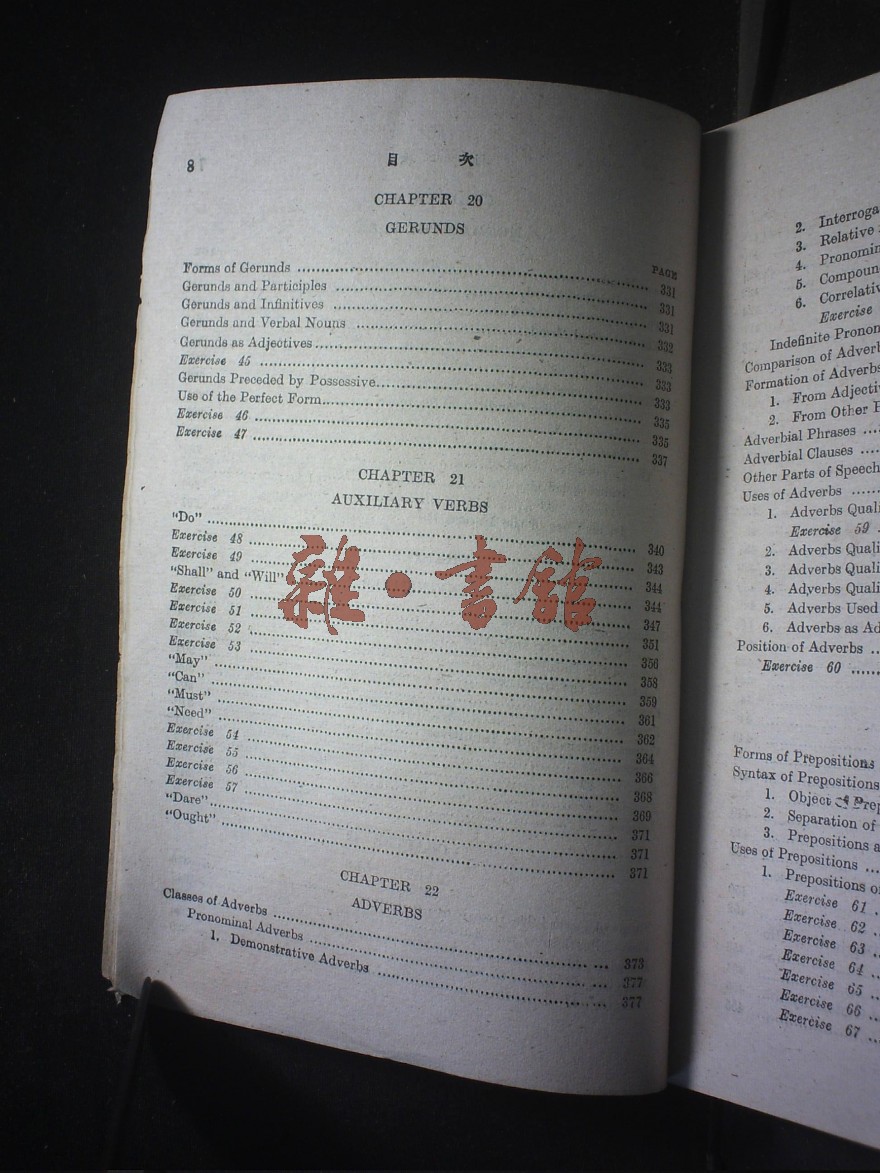 8 目 次
CHAPTER 20
GERUNDS
PAGE
Forms of Gerunds ........ 331
Gerunds and Participles ........ 331
Gerunds and Infinitives ........ 331
Gerunds and Verbal Nouns ........ 332
Gerunds as Adjectives ........ 333
Exercise 45 ........ 333
Gerunds Preceded by Possessive ........ 333
Use of the Perfect Form ........ 335
Exercise 46 ........ 335
Exercise 47 ........ 337
CHAPTER 21
AUXILIARY VERBS
"Do" ........ 340
Exercise 48 ........ 343
Exercise 49 ........ 344
"Shall" and "Will" ........ 344
Exercise 50 ........ 347
Exercise 51 ........ 351
Exercise 52 ........ 356
Exercise 53 ........ 358
"May" ........ 359
"Can" ........ 361
"Must" ........ 362
"Need" ........ 364
Exercise 54 ........ 366
Exercise 55 ........ 368
Exercise 56 ........ 369
Exercise 57 ........ 371
"Dare" ........ 371
"Ought" ........ 371
CHAPTER 22
ADVERBS
Classes of Adverbs ........ 373
Pronominal Adverbs ........ 377
1. Demonstrative Adverbs ........ 377
雜·書館
2. Interroga
3. Relative
4. Pronomin
5. Compoun
6. Correlativ
Exercise
Indefinite Pronon
Comparison of Adverb
Formation of Adverbs
1. From Adjecti
2. From Other
Adverbial Phrases ....
Adverbial Clauses ....
Other Parts of Speech
Uses of Adverbs ......
1. Adverbs Quali
Exercise 59 .
2. Adverbs Quali
3. Adverbs Quali
4. Adverbs Quali
5. Adverbs Used
6. Adverbs as Ad
Position of Adverbs ..
Exercise 60 ......
Forms of Prepositions
Syntax of Prepositions
1. Object of Prep
2. Separation of
3. Prepositions a
Uses of Prepositions ...
1. Prepositions of
Exercise 61 .
Exercise 62 ..
Exercise 63 ..
Exercise 64 ..
Exercise 65 ..
Exercise 66 ..
Exercise 67 ..